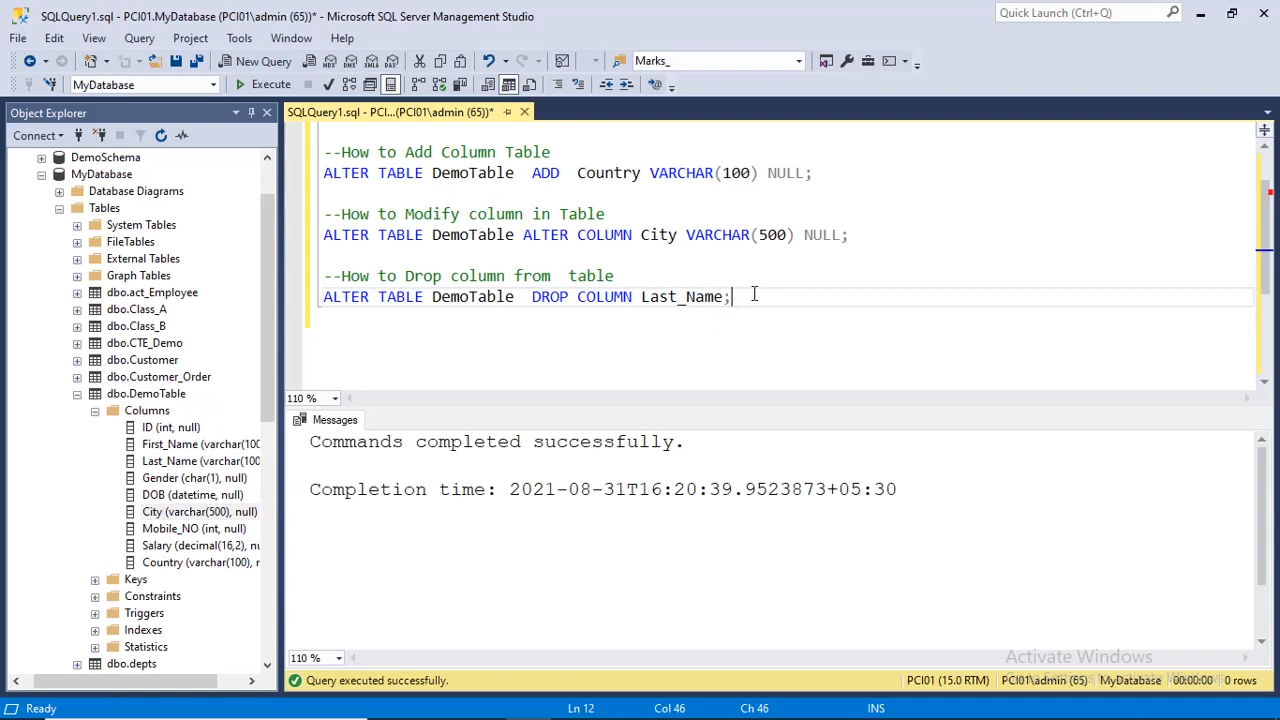 SQLQuery1.sql - PCI01.MyDatabase (PCI01\admin (65))* - Microsoft SQL Server Management Studio
Quick Launch (Ctrl+Q)
File Edit View Query Project Tools Window Help
New Query
MDX DMX XMLA DAX
Marks_
MyDatabase
Execute
Object Explorer
SQLQuery1.sql - PCI...(PCI01\admin (65))*
Connect
DemoSchema
MyDatabase
Database Diagrams
Tables
System Tables
FileTables
External Tables
Graph Tables
dbo.act_Employee
dbo.Class_A
dbo.Class_B
dbo.CTE_Demo
dbo.Customer
dbo.Customer_Order
dbo.DemoTable
Columns
ID (int, null)
First_Name (varchar(100
Last_Name (varchar(100
Gender (char(1), null)
DOB (datetime, null)
City (varchar(500), null)
Mobile_NO (int, null)
Salary (decimal(16,2), nu
Country (varchar(100), n
Keys
Constraints
Triggers
Indexes
Statistics
dbo.depts
--How to Add Column Table
ALTER TABLE DemoTable  ADD  Country VARCHAR(100) NULL;
--How to Modify column in Table
ALTER TABLE DemoTable ALTER COLUMN City VARCHAR(500) NULL;
--How to Drop column from  table
ALTER TABLE DemoTable  DROP COLUMN Last_Name;
110 %
Messages
Commands completed successfully.
Completion time: 2021-08-31T16:20:39.9523873+05:30
110 %
Activate Windows
Query executed successfully.
PCI01 (15.0 RTM) PCI01\admin (65) MyDatabase 00:00:00 0 rows
Ready
Ln 12 Col 46 Ch 46 INS